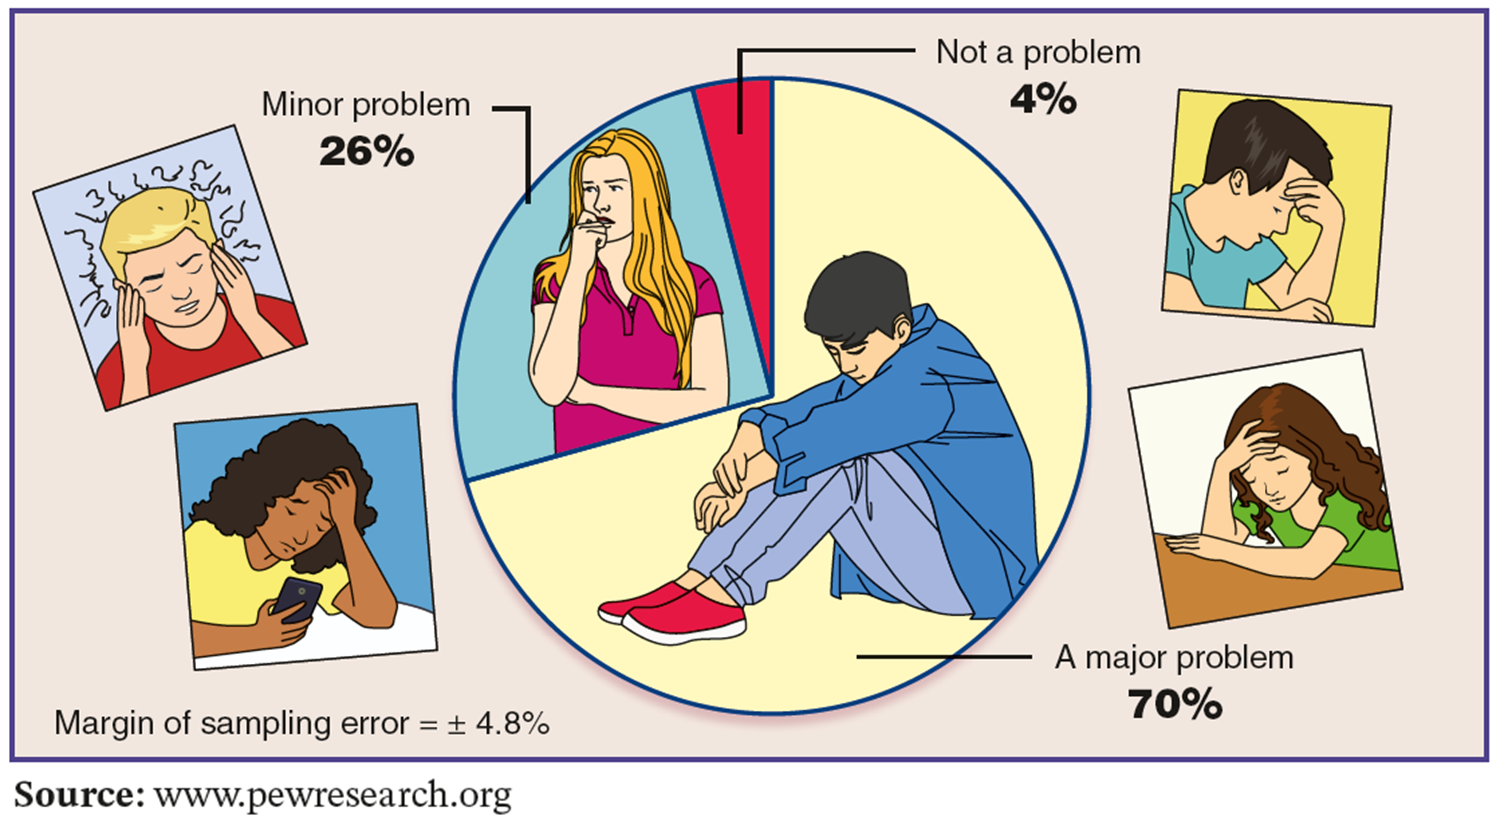 Not a problem
4%
Minor problem
26%
A major problem
70%
Margin of sampling error = ± 4.8%
Source: www.pewresearch.org